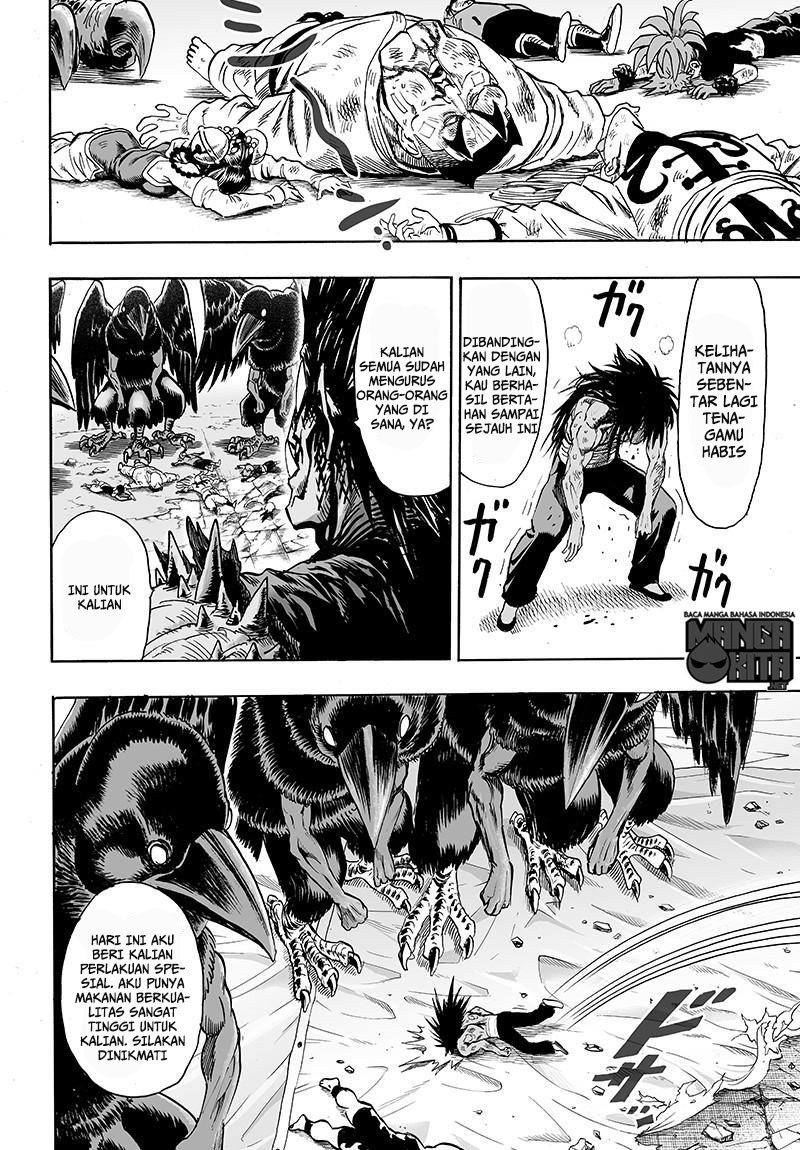 KELIHA-
TANNYA
SEBEN-
TAR LAGI
TENA-
GAMU
HABIS
DIBANDING-
KAN DENGAN
YANG LAIN,
KAU BERHA-
SIL BERTA-
HAN SAMPAI
SEJAUH INI
ガク
ガク
KALIAN
SEMUA SUDAH
MENGURUS
ORANG-ORANG
YANG DI
SANA, YA?
INI UNTUK
KALIAN
BACA MANGA BAHASA INDONESIA
MANGA
KITA
.NET
HARI INI AKU
BERI KALIAN
PERLAKUAN SPE-
SIAL. AKU PUNYA
MAKANAN BERKUA-
LITAS SANGAT
TINGGI UNTUK
KALIAN. SILAKAN
DINIKMATI
ドサッ